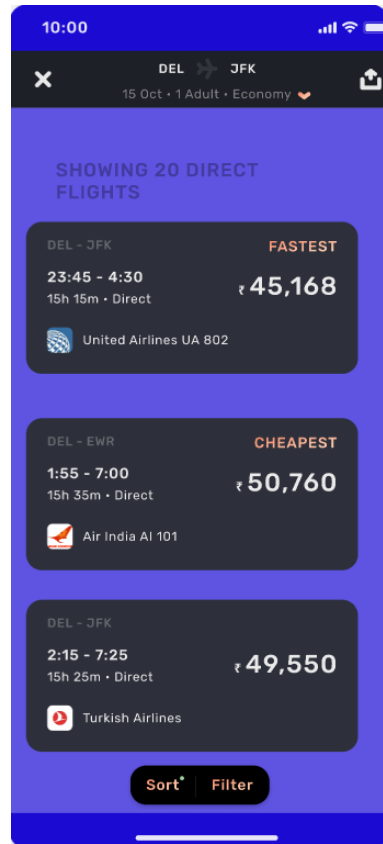 10:00
DEL JFK
15 Oct • 1 Adult • Economy
SHOWING 20 DIRECT
FLIGHTS
DEL - JFK
FASTEST
23:45 - 4:30
₹45,168
15h 15m • Direct
United Airlines UA 802
DEL - EWR
CHEAPEST
1:55 - 7:00
₹50,760
15h 35m • Direct
Air India AI 101
DEL - JFK
2:15 - 7:25
₹49,550
15h 25m • Direct
Turkish Airlines
Sort Filter